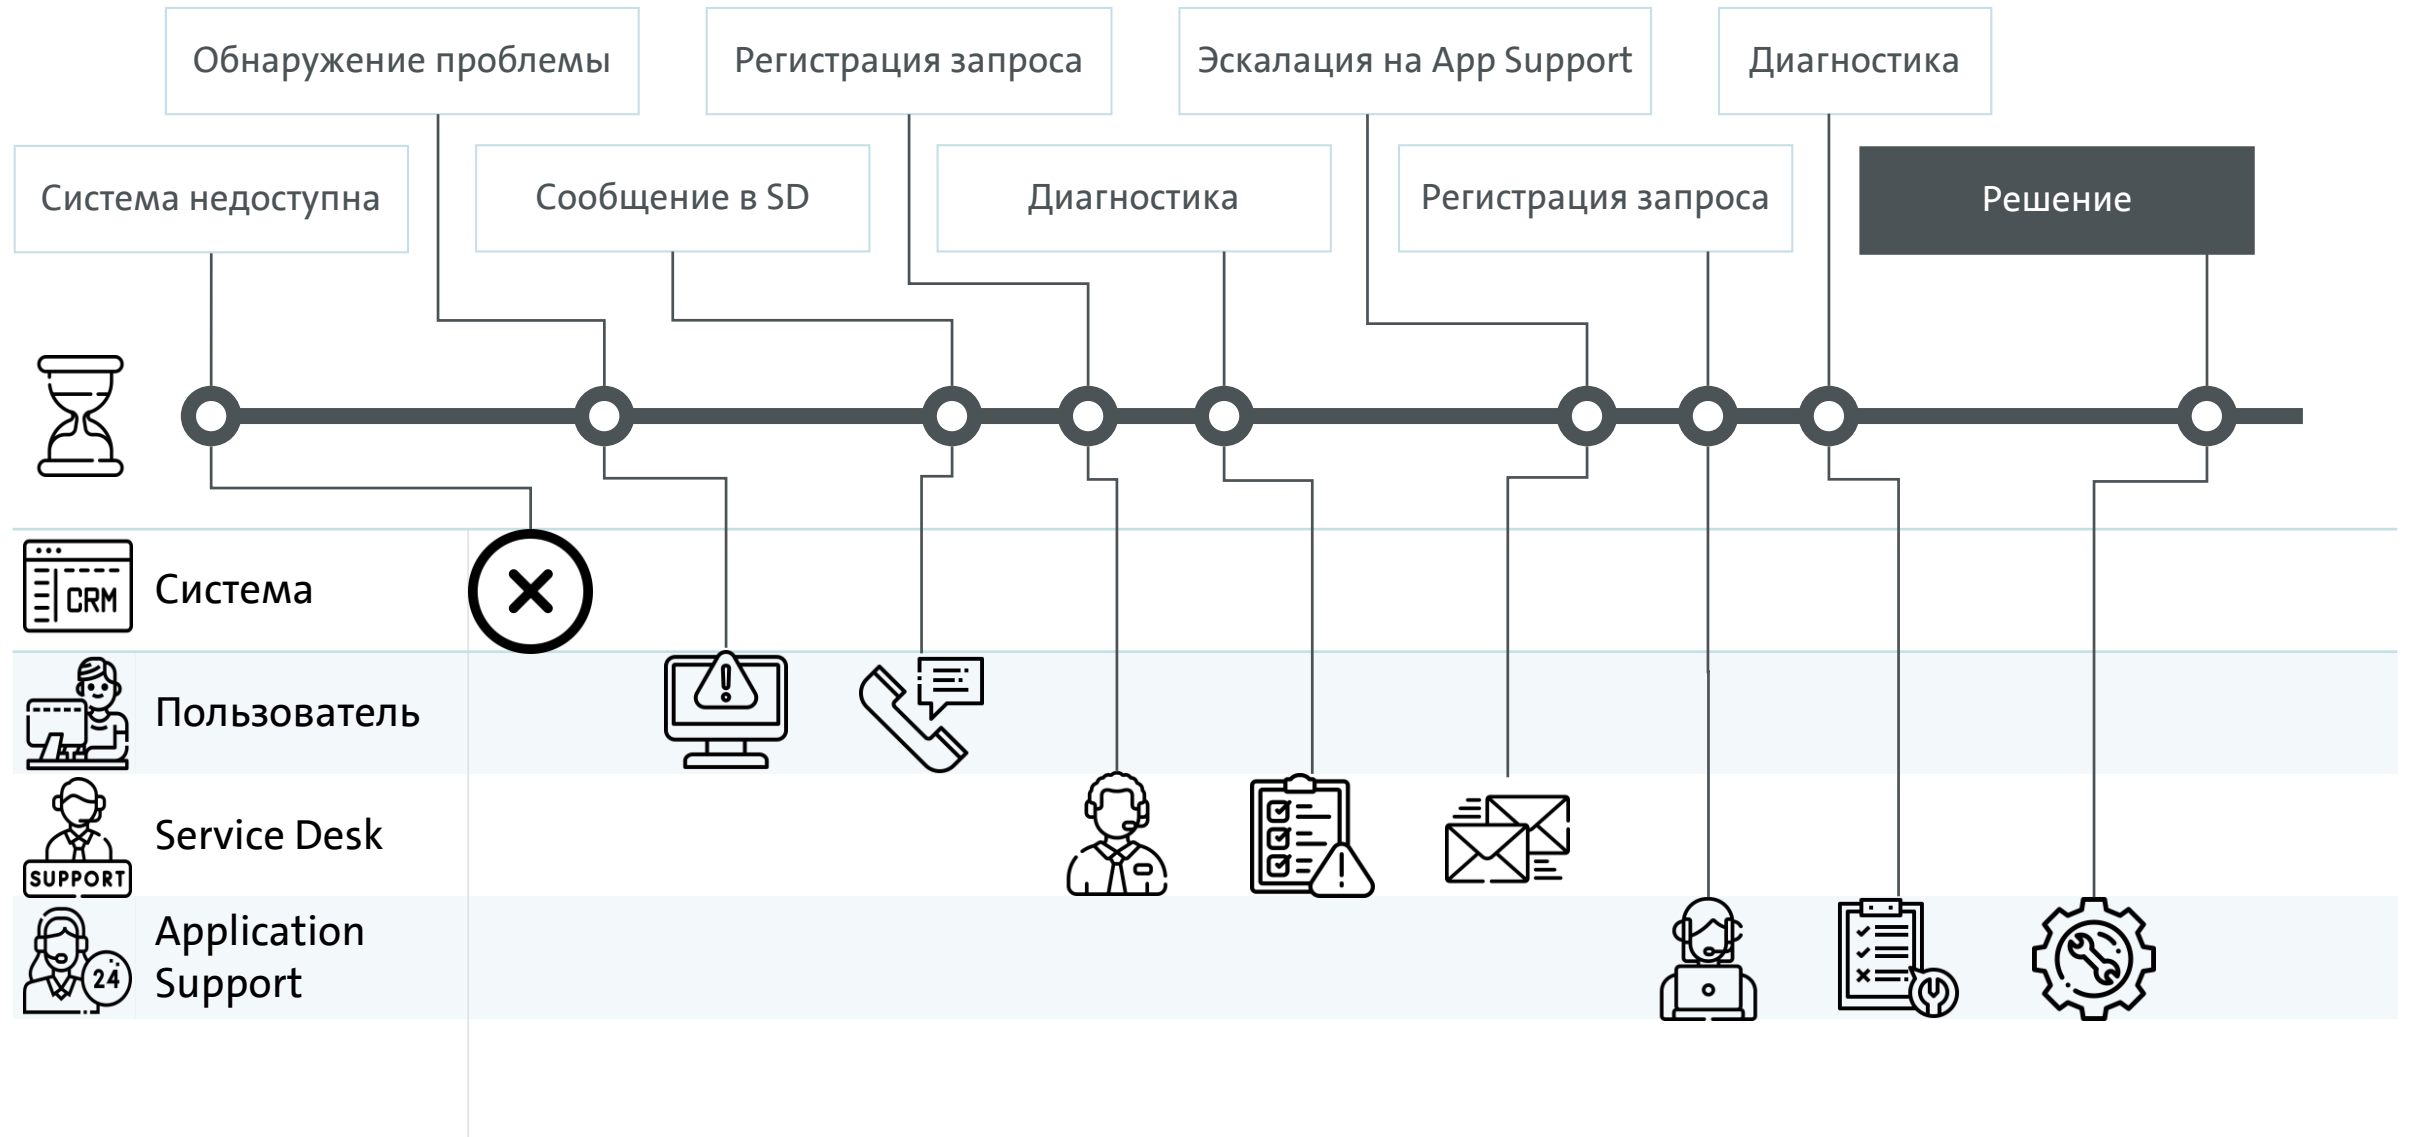 Обнаружение проблемы
Регистрация запроса
Эскалация на App Support
Диагностика
Система недоступна
Сообщение в SD
Диагностика
Регистрация запроса
Решение
CRM
Система
Пользователь
SUPPORT
Service Desk
24
Application
Support